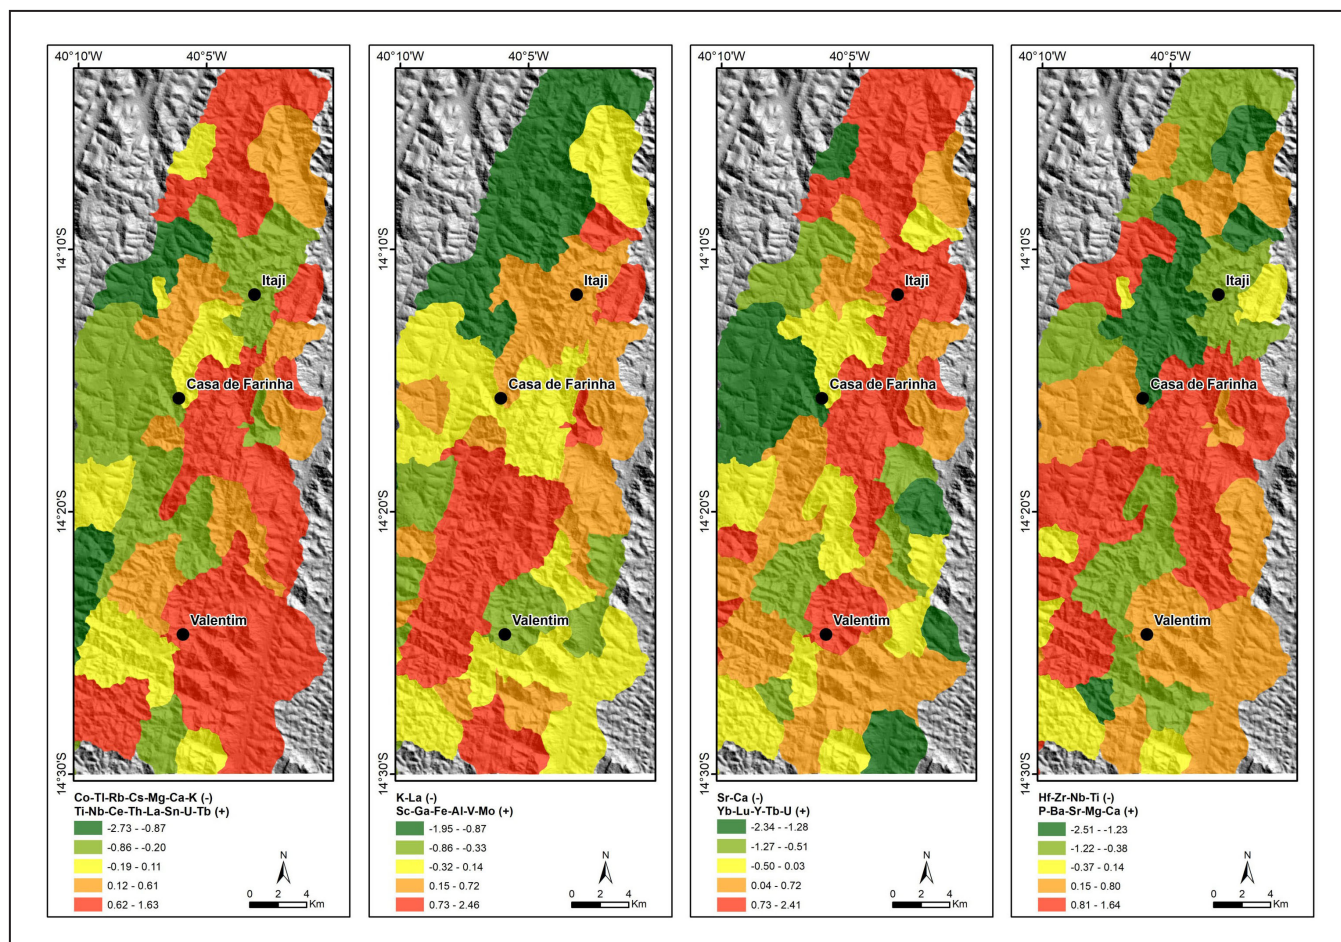 40°10'W 40°5'W
14°10'S
14°20'S
14°30'S
Itaji
Casa de Farinha
Valentim
Co-Tl-Rb-Cs-Mg-Ca-K (-)
Ti-Nb-Ce-Th-La-Sn-U-Tb (+)
-2.73 - -0.87
-0.86 - -0.20
-0.19 - 0.11
0.12 - 0.61
0.62 - 1.63
N
0 2 4
Km
40°10'W 40°5'W
14°10'S
14°20'S
14°30'S
Itaji
Casa de Farinha
Valentim
K-La (-)
Sc-Ga-Fe-Al-V-Mo (+)
-1.95 - -0.87
-0.86 - -0.33
-0.32 - 0.14
0.15 - 0.72
0.73 - 2.46
N
0 2 4
Km
40°10'W 40°5'W
14°10'S
14°20'S
14°30'S
Itaji
Casa de Farinha
Valentim
Sr-Ca (-)
Yb-Lu-Y-Tb-U (+)
-2.34 - -1.28
-1.27 - -0.51
-0.50 - 0.03
0.04 - 0.72
0.73 - 2.41
N
0 2 4
Km
40°10'W 40°5'W
14°10'S
14°20'S
14°30'S
Itaji
Casa de Farinha
Valentim
Hf-Zr-Nb-Ti (-)
P-Ba-Sr-Mg-Ca (+)
-2.51 - -1.23
-1.22 - -0.38
-0.37 - 0.14
0.15 - 0.80
0.81 - 1.64
N
0 2 4
Km